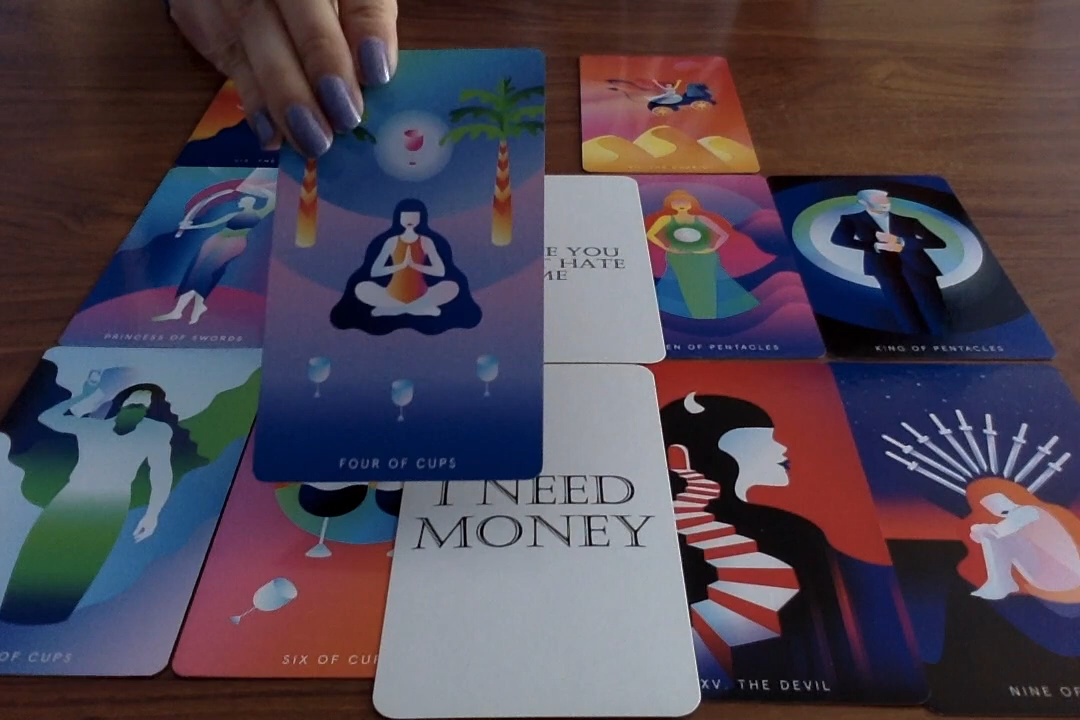 PRINCESS OF SWORDS
FOUR OF CUPS
E YOU
HATE
ME
EN OF PENTACLES
KING OF PENTACLES
OF CUPS
SIX OF CUP
I NEED
MONEY
XV. THE DEVIL
NINE OF